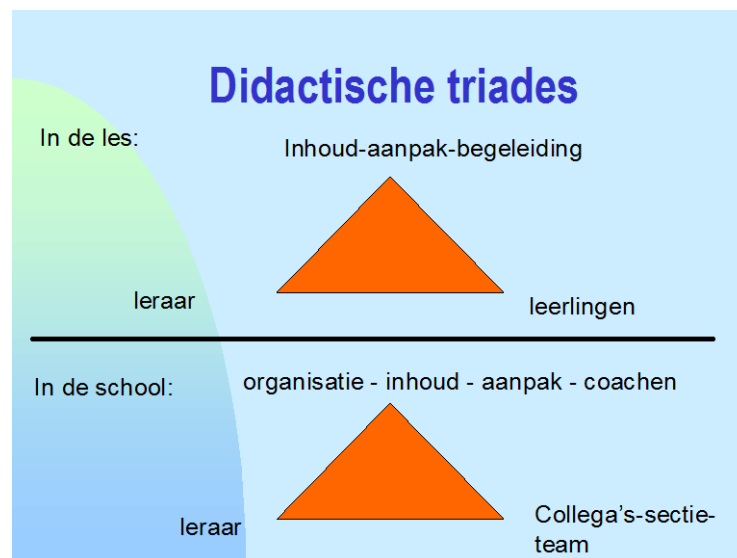 Didactische triades
In de les:
Inhoud-aanpak-begeleiding
leraar
leerlingen
In de school:
organisatie - inhoud - aanpak - coachen
leraar
Collega's-sectie-
team